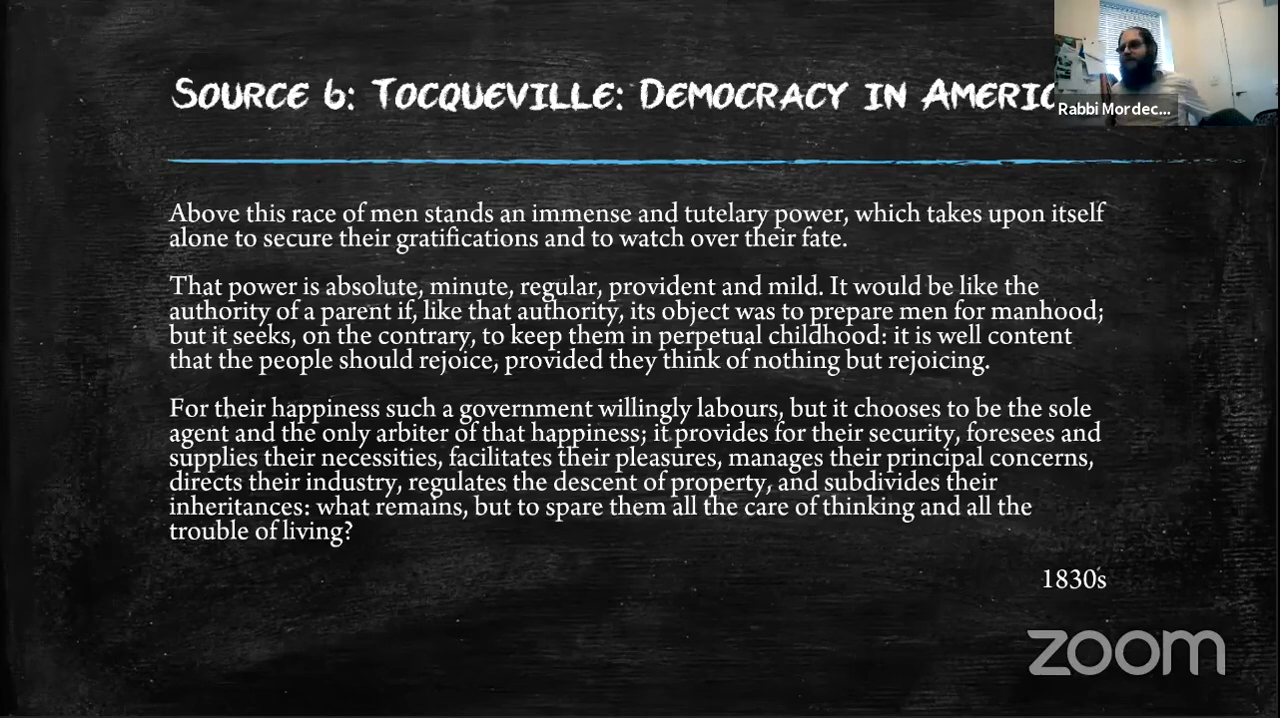 SOURCE 6: TOCQUEVILLE: DEMOCRACY IN AMERIC
Rabbi Mordec...
Above this race of men stands an immense and tutelary power, which takes upon itself
alone to secure their gratifications and to watch over their fate.
That power is absolute, minute, regular, provident and mild. It would be like the
authority of a parent if, like that authority, its object was to prepare men for manhood;
but it seeks, on the contrary, to keep them in perpetual childhood: it is well content
that the people should rejoice, provided they think of nothing but rejoicing.
For their happiness such a government willingly labours, but it chooses to be the sole
agent and the only arbiter of that happiness; it provides for their security, foresees and
supplies their necessities, facilitates their pleasures, manages their principal concerns,
directs their industry, regulates the descent of property, and subdivides their
inheritances: what remains, but to spare them all the care of thinking and all the
trouble of living?
1830s
zoom